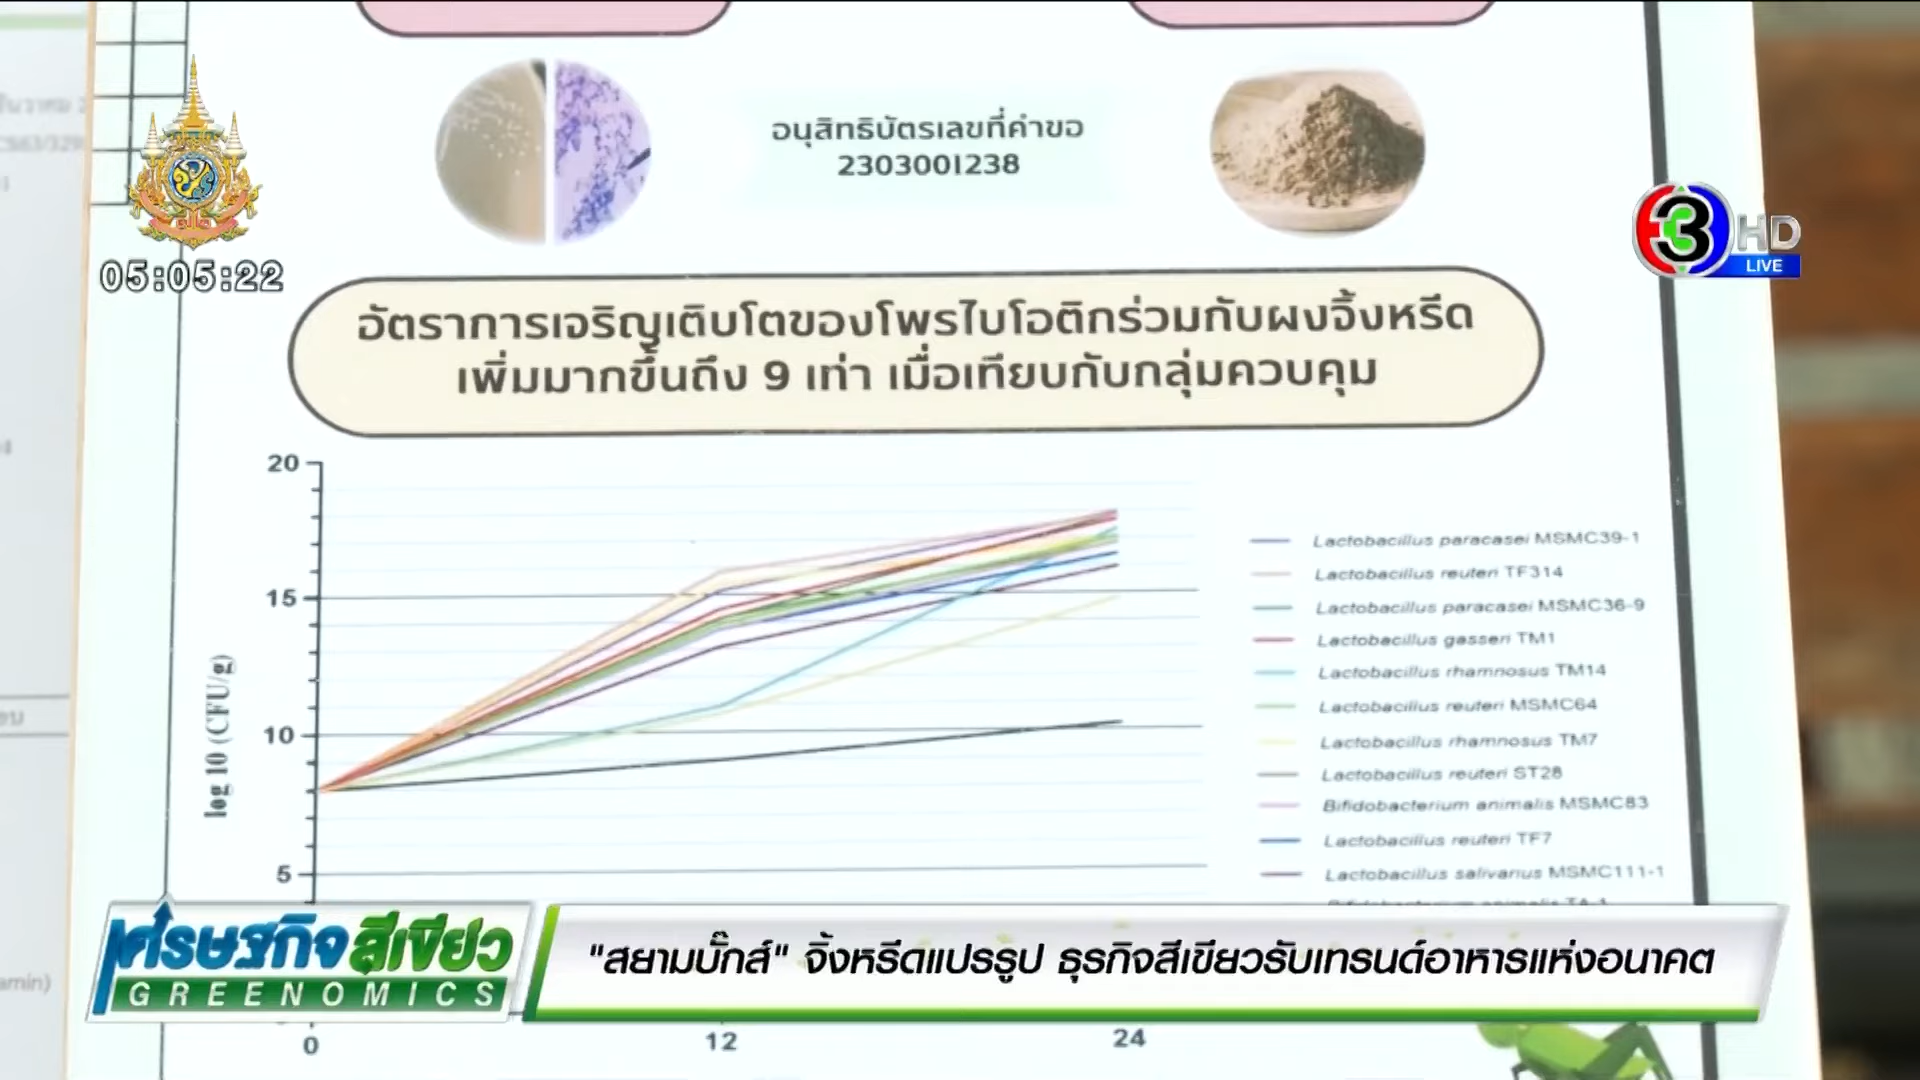 อนุสิทธิบัตรเลขที่คำขอ
2303001238
05:05:22
3 HD
LIVE
อัตราการเจริญเติบโตของโพรไบโอติกร่วมกับผงจิ้งหรีด
เพิ่มมากขึ้นถึง 9 เท่า เมื่อเทียบกับกลุ่มควบคุม
20
15
10
5
log 10 (CFU/g)
Lactobacillus paracasei MSMC39-1
Lactobacillus reuteri TF314
Lactobacillus paracasei MSMC36-9
Lactobacillus gasseri TM1
Lactobacillus rhamnosus TM14
Lactobacillus reuteri MSMC64
Lactobacillus rhamnosus TM7
Lactobacillus reuteri ST28
Bifidobacterium animalis MSMC83
Lactobacillus reuteri TF7
Lactobacillus salivarius MSMC111-1
เศรษฐกิจสีเขียว
GREENOMICS
"สยามบั๊กส์" จิ้งหรีดแปรรูป ธุรกิจสีเขียวรับเทรนด์อาหารแห่งอนาคต
0
12
24